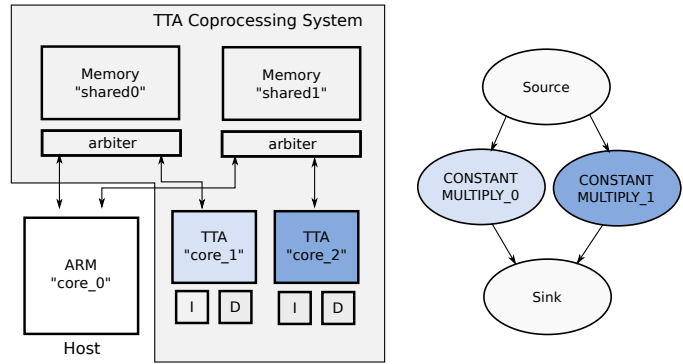 TTA Coprocessing System
Memory
"shared0"
Memory
"shared1"
arbiter
arbiter
ARM
"core_0"
Host
TTA
"core_1"
TTA
"core_2"
I
D
I
D
Source
CONSTANT
MULTIPLY_0
CONSTANT
MULTIPLY_1
Sink